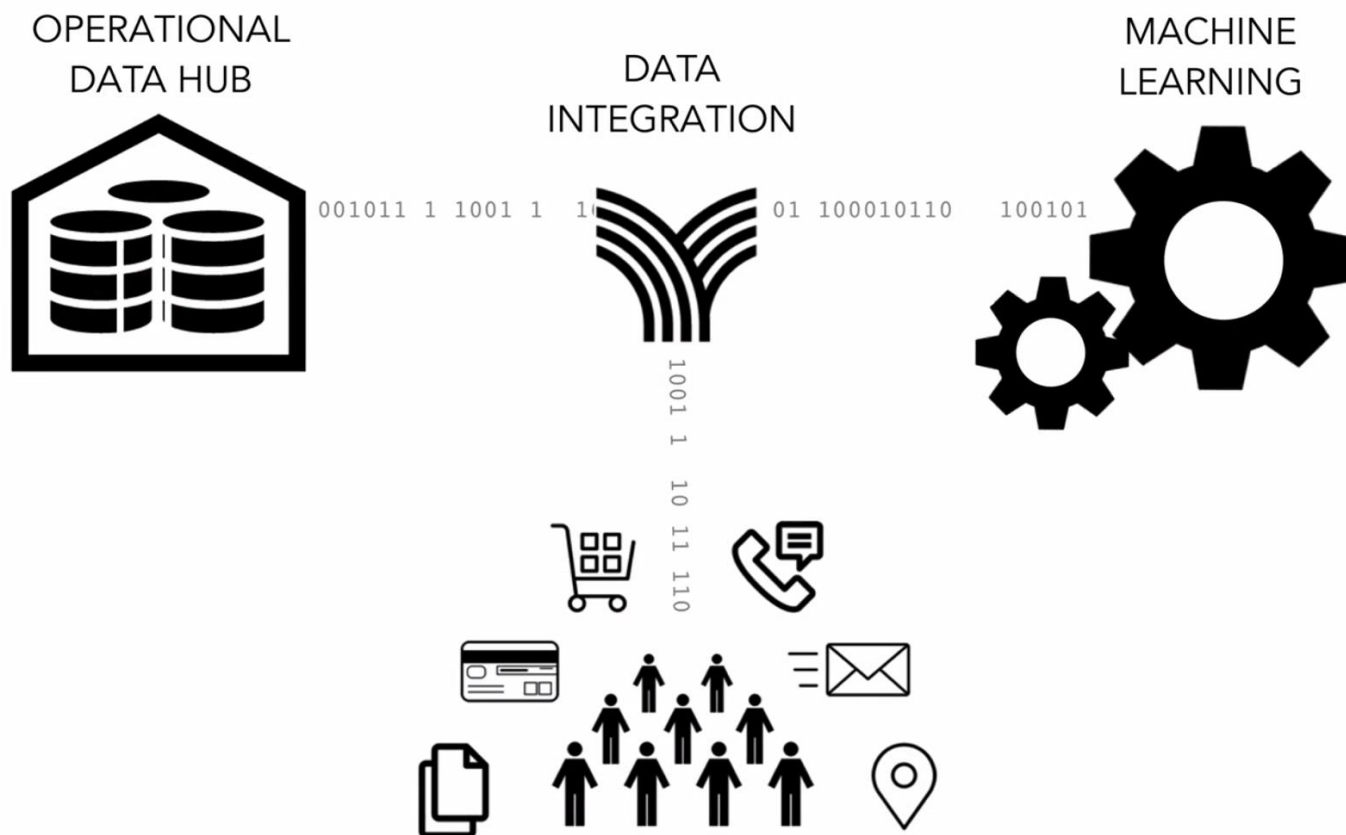 OPERATIONAL
DATA HUB
DATA
INTEGRATION
MACHINE
LEARNING
001011 1 1001 1
01 100010110 100101
1001 1 10 11 110